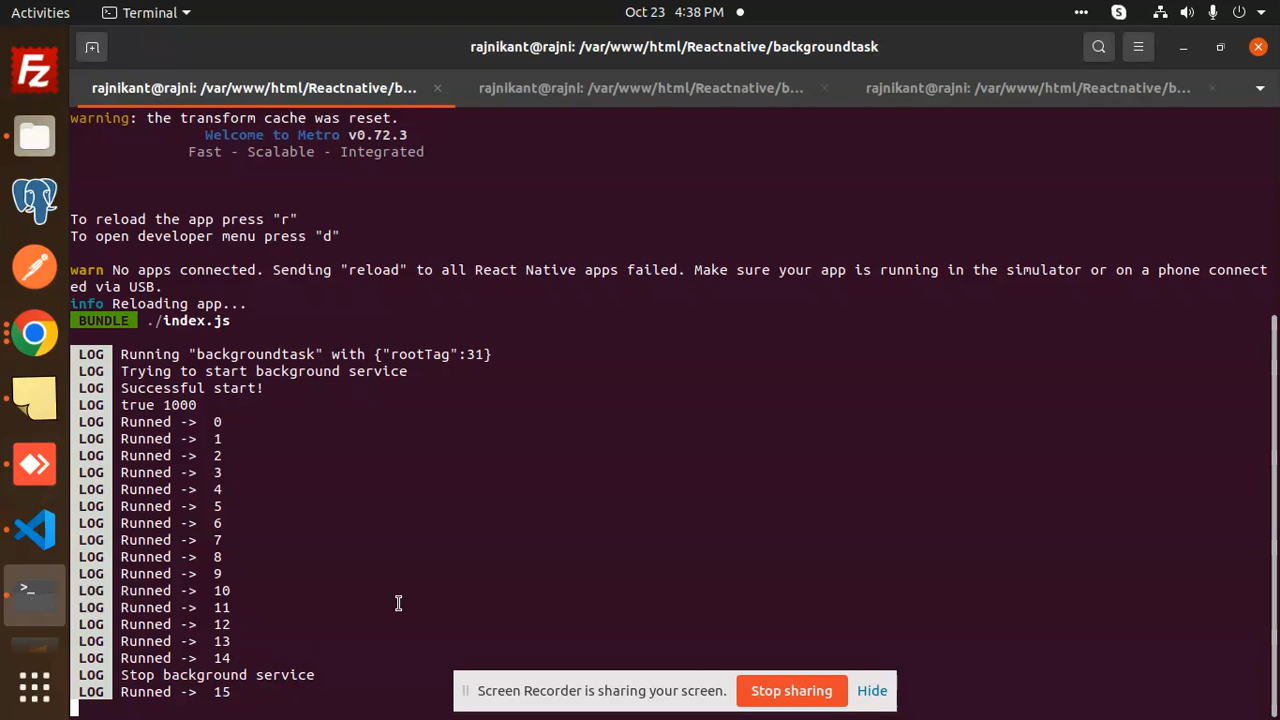 Activities
Terminal
Oct 23 4:38 PM
rajnikant@rajni: /var/www/html/Reactnative/backgroundtask
rajnikant@rajni: /var/www/html/Reactnative/b...
rajnikant@rajni: /var/www/html/Reactnative/b...
rajnikant@rajni: /var/www/html/Reactnative/b...
warning: the transform cache was reset.
Welcome to Metro v0.72.3
Fast - Scalable - Integrated
To reload the app press "r"
To open developer menu press "d"
warn No apps connected. Sending "reload" to all React Native apps failed. Make sure your app is running in the simulator or on a phone connect
ed via USB.
info Reloading app...
BUNDLE ./index.js
LOG Running "backgroundtask" with {"rootTag":31}
LOG Trying to start background service
LOG Successful start!
LOG true 1000
LOG Runned -> 0
LOG Runned -> 1
LOG Runned -> 2
LOG Runned -> 3
LOG Runned -> 4
LOG Runned -> 5
LOG Runned -> 6
LOG Runned -> 7
LOG Runned -> 8
LOG Runned -> 9
LOG Runned -> 10
LOG Runned -> 11
LOG Runned -> 12
LOG Runned -> 13
LOG Runned -> 14
LOG Stop background service
LOG Runned -> 15
Screen Recorder is sharing your screen.
Stop sharing
Hide